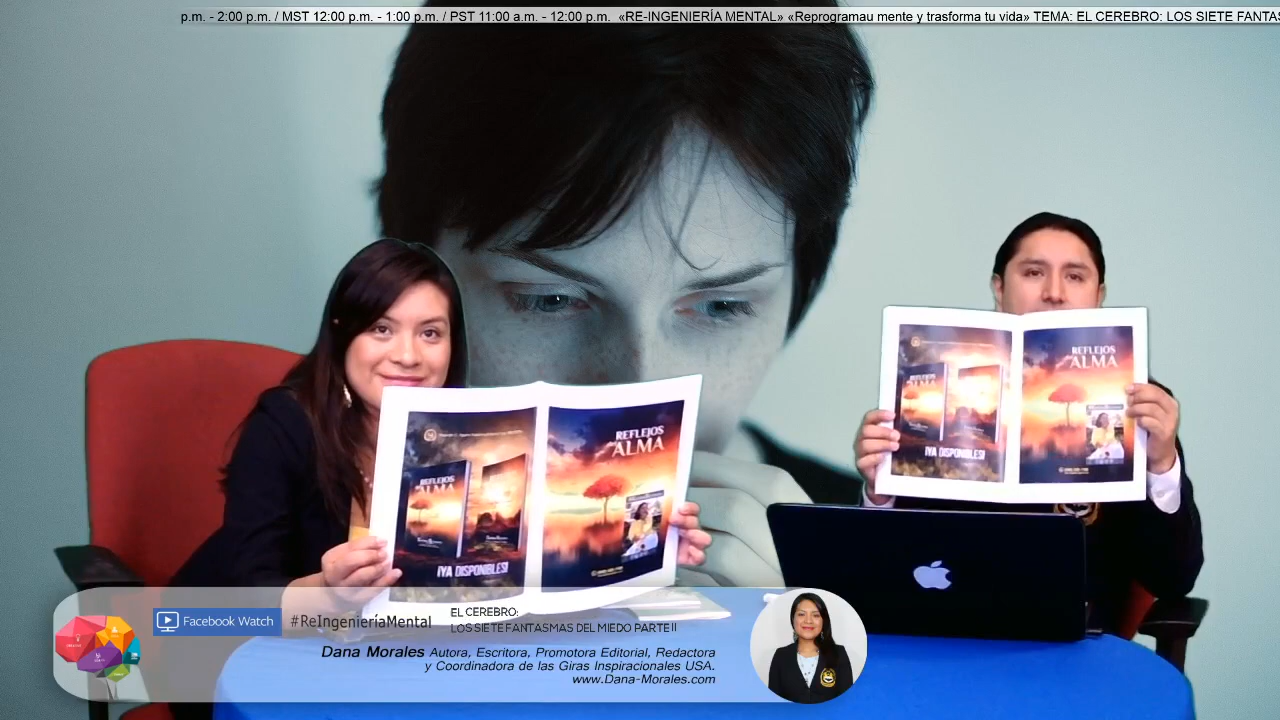 p.m. - 2:00 p.m. / MST 12:00 p.m. - 1:00 p.m. / PST 11:00 a.m. - 12:00 p.m. «RE-INGENIERÍA MENTAL» «Reprogramau mente y trasforma tu vida» TEMA: EL CEREBRO: LOS SIETE FANTAS
REFLEJOS
ALMA
¡YA DISPONIBLES!
REFLEJOS
ALMA
REFLEJOS
ALMA
¡YA DISPONIBLES!
REFLEJOS
ALMA
Facebook Watch
#ReIngenieríaMental
EL CEREBRO:
LOS SIETE FANTASMAS DEL MIEDO PARTE II
Dana Morales Autora, Escritora, Promotora Editorial, Redactora
y Coordinadora de las Giras Inspiracionales USA.
www.Dana-Morales.com